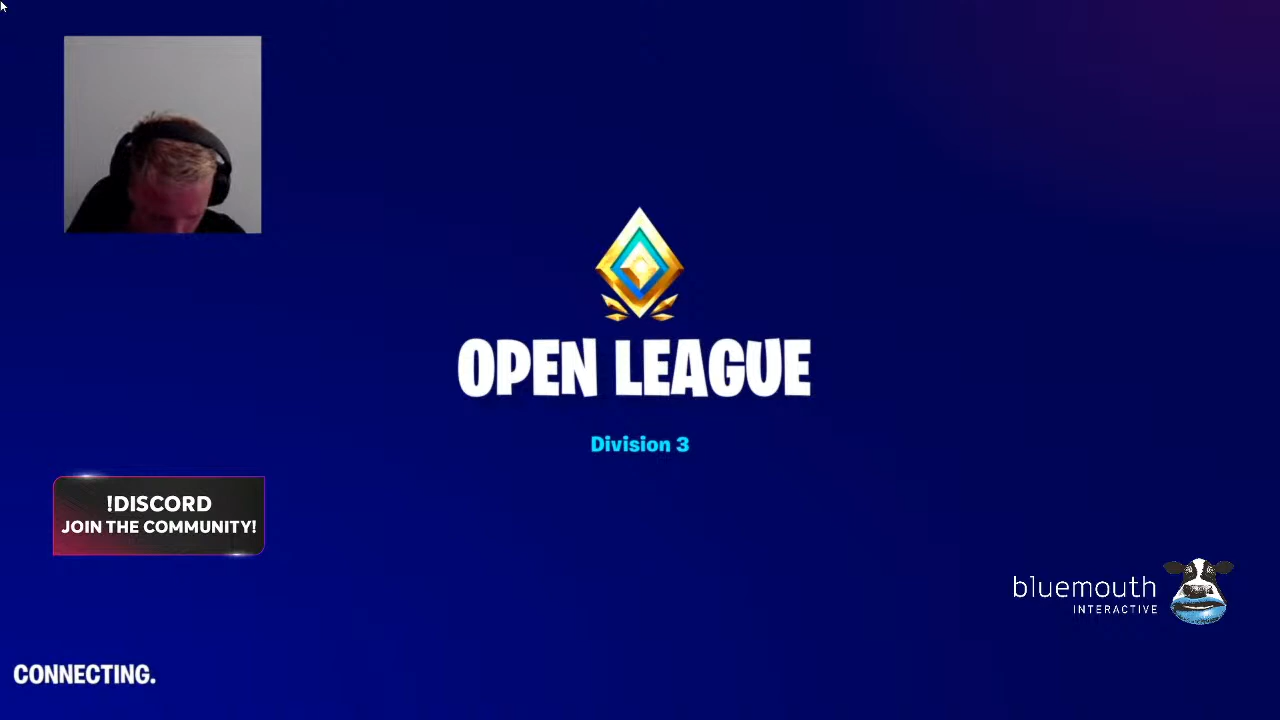 OPEN LEAGUE
Division 3
!DISCORD
JOIN THE COMMUNITY!
bluemouth
INTERACTIVE
CONNECTING.